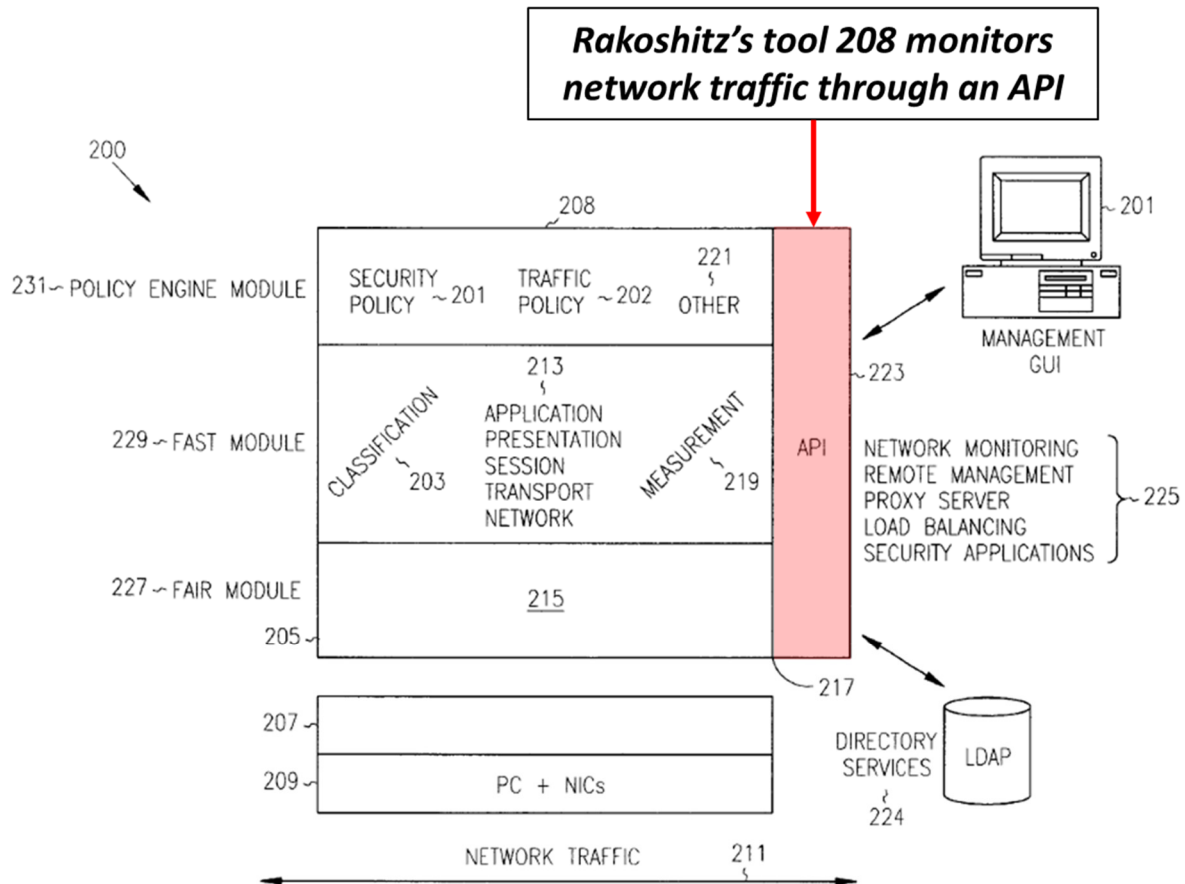 Rakoshitz's tool 208 monitors
network traffic through an API
200
208
201
231 POLICY ENGINE MODULE
SECURITY
POLICY
201
TRAFFIC
POLICY
202
221
OTHER
MANAGEMENT
GUI
223
229 FAST MODULE
CLASSIFICATION
203
213
APPLICATION
PRESENTATION
SESSION
TRANSPORT
NETWORK
MEASUREMENT
219
API
NETWORK MONITORING
REMOTE MANAGEMENT
PROXY SERVER
LOAD BALANCING
SECURITY APPLICATIONS
225
227 FAIR MODULE
215
205
217
207
209
PC + NICs
DIRECTORY
SERVICES
224
LDAP
NETWORK TRAFFIC
211